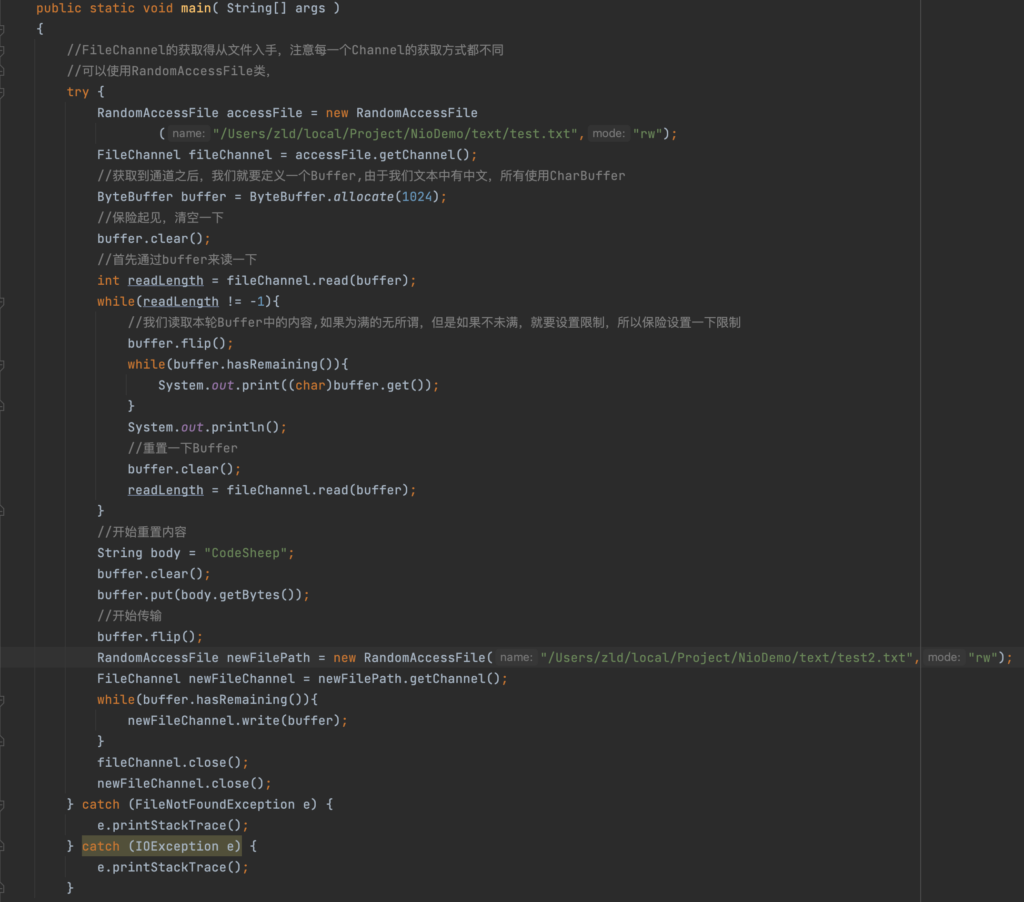 public static void main( String[] args )
{
//FileChannel的获取得从文件入手，注意每一个Channel的获取方式都不同
//可以使用RandomAccessFile类，
try {
RandomAccessFile accessFile = new RandomAccessFile
( name: "/Users/zld/local/Project/NioDemo/text/test.txt", mode: "rw");
FileChannel fileChannel = accessFile.getChannel();
//获取到通道之后，我们就要定义一个Buffer,由于我们文本中有中文，所有使用CharBuffer
ByteBuffer buffer = ByteBuffer.allocate(1024);
//保险起见，清空一下
buffer.clear();
//首先通过buffer来读一下
int readLength = fileChannel.read(buffer);
while(readLength != -1){
//我们读取本轮Buffer中的内容,如果为满的无所谓，但是如果不未满，就要设置限制，所以保险设置一下限制
buffer.flip();
while(buffer.hasRemaining()){
System.out.print((char)buffer.get());
}
System.out.println();
//重置一下Buffer
buffer.clear();
readLength = fileChannel.read(buffer);
}
//开始重置内容
String body = "CodeSheep";
buffer.clear();
buffer.put(body.getBytes());
//开始传输
buffer.flip();
RandomAccessFile newFilePath = new RandomAccessFile( name: "/Users/zld/local/Project/NioDemo/text/test2.txt", mode: "rw");
FileChannel newFileChannel = newFilePath.getChannel();
while(buffer.hasRemaining()){
newFileChannel.write(buffer);
}
fileChannel.close();
newFileChannel.close();
} catch (FileNotFoundException e) {
e.printStackTrace();
} catch (IOException e) {
e.printStackTrace();
}